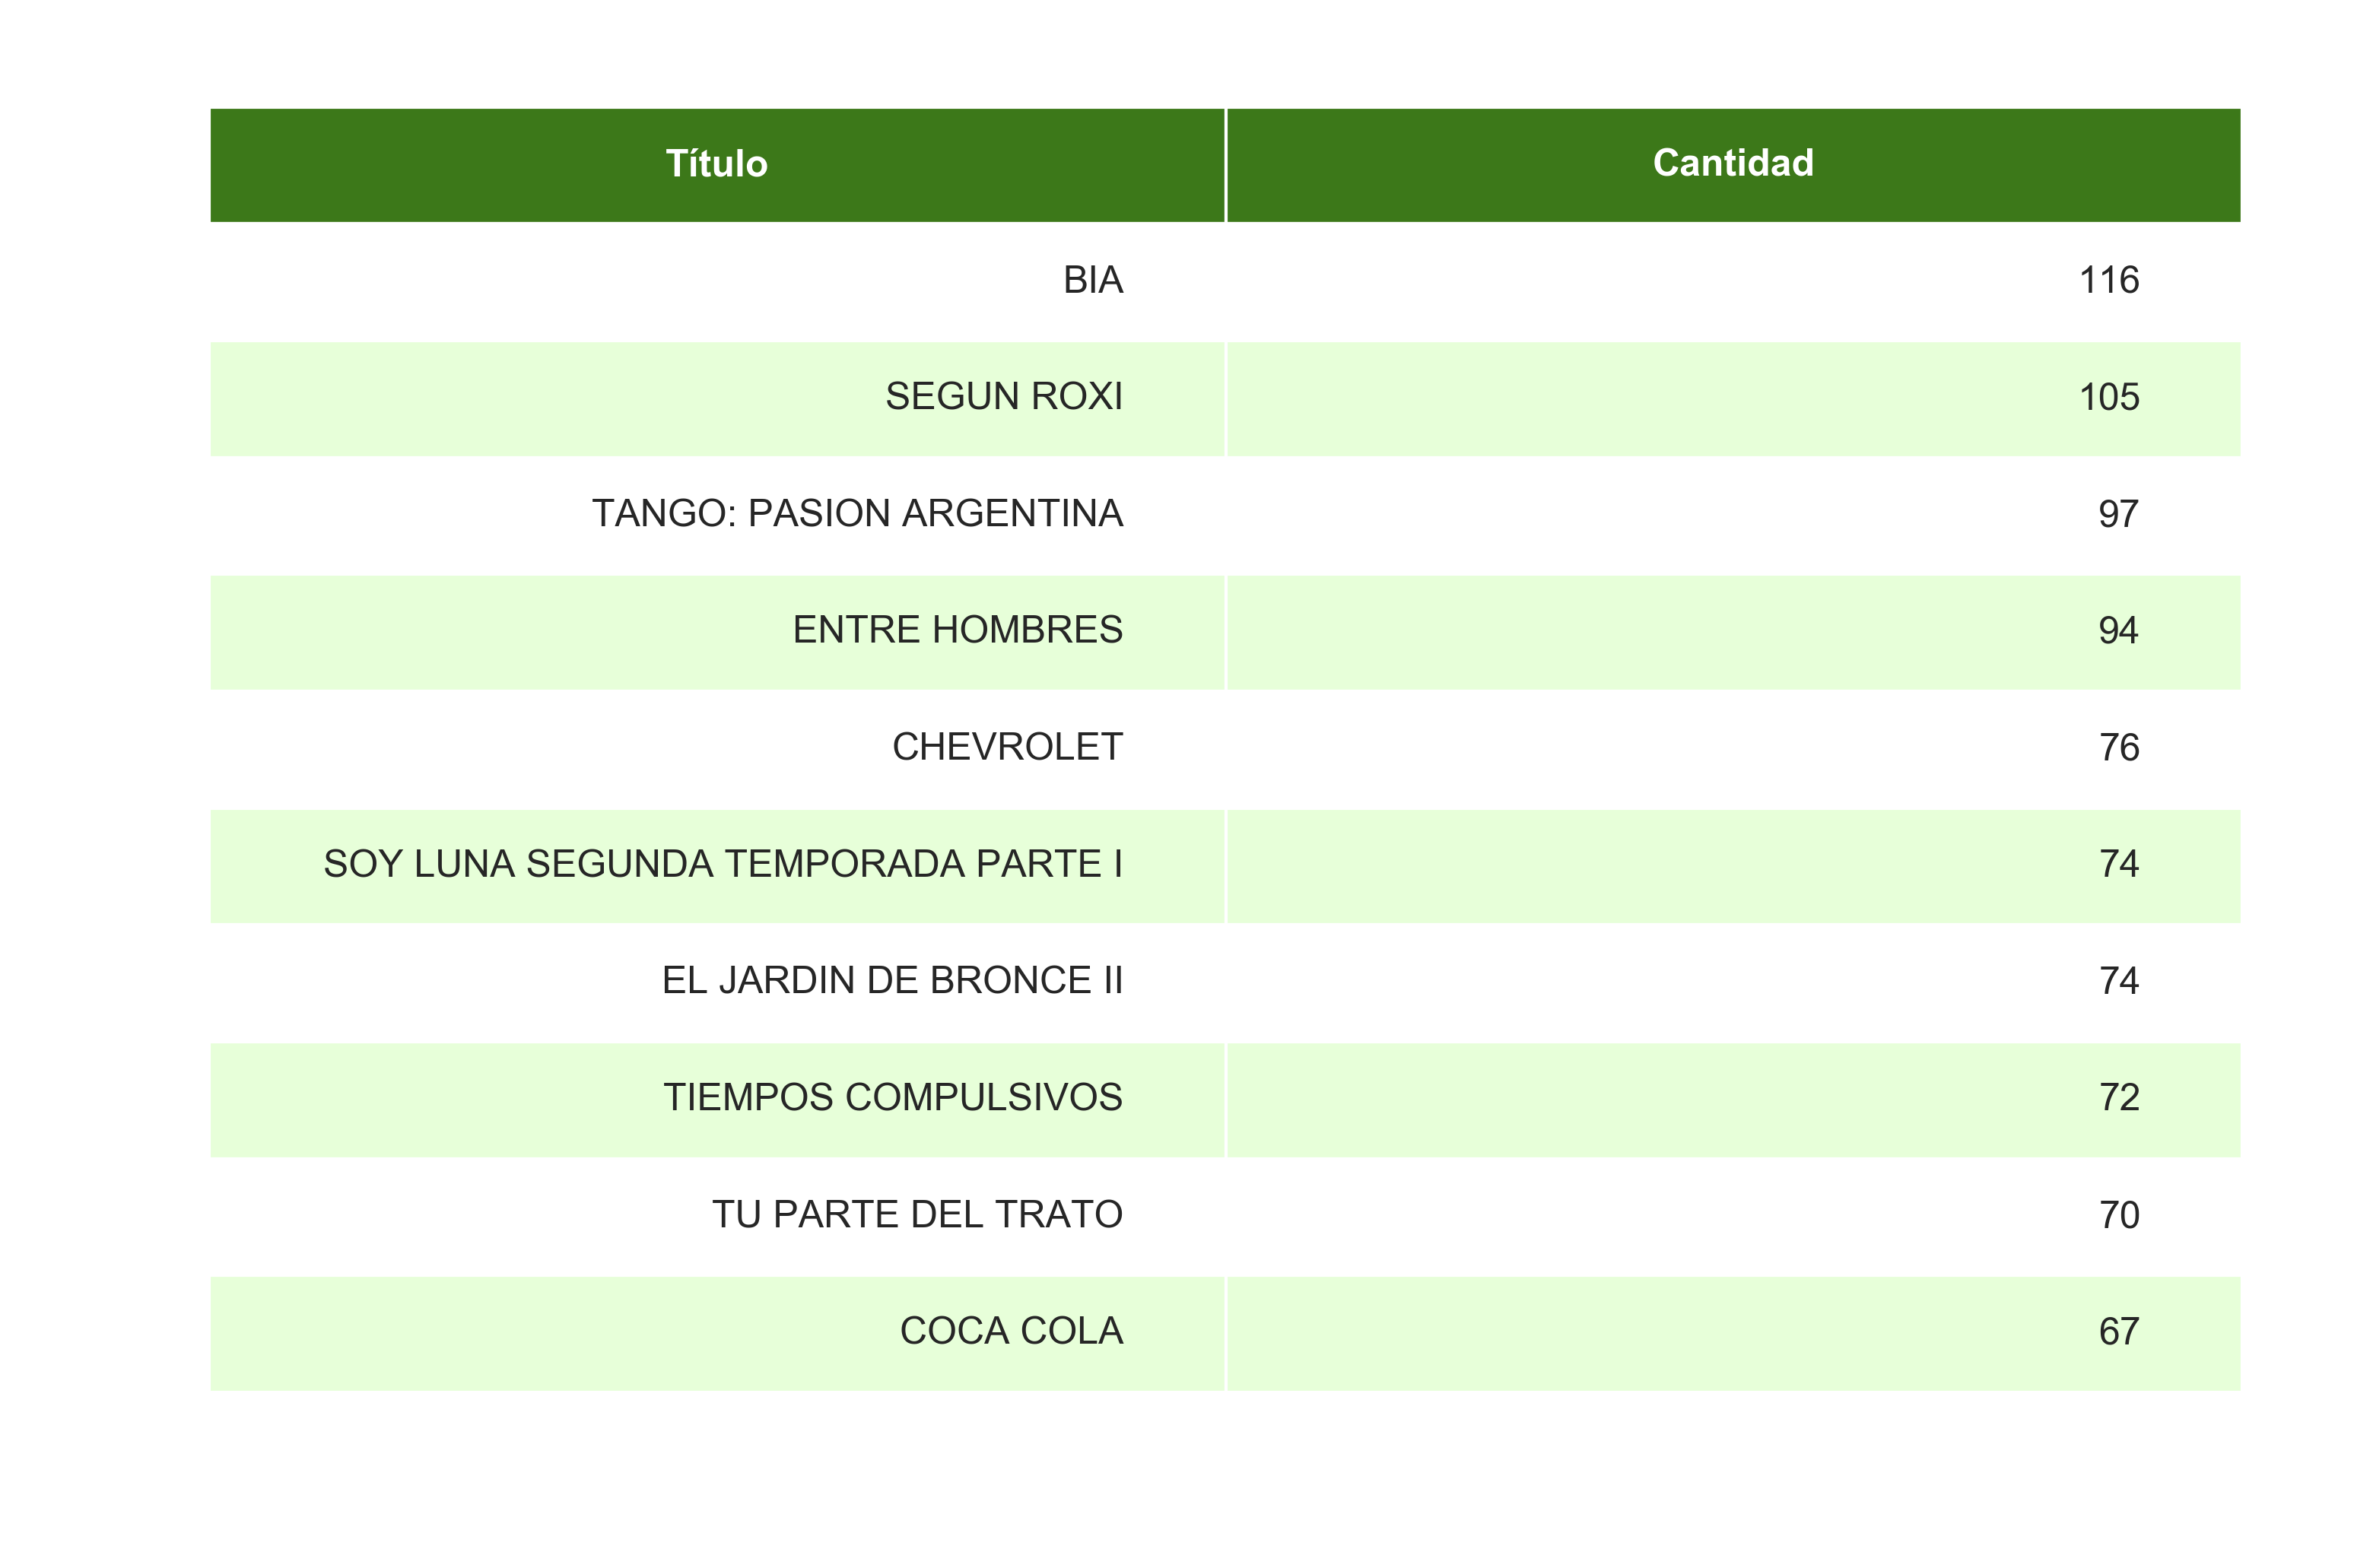 Título Cantidad
BIA 116
SEGUN ROXI 105
TANGO: PASION ARGENTINA 97
ENTRE HOMBRES 94
CHEVROLET 76
SOY LUNA SEGUNDA TEMPORADA PARTE I 74
EL JARDIN DE BRONCE II 74
TIEMPOS COMPULSIVOS 72
TU PARTE DEL TRATO 70
COCA COLA 67